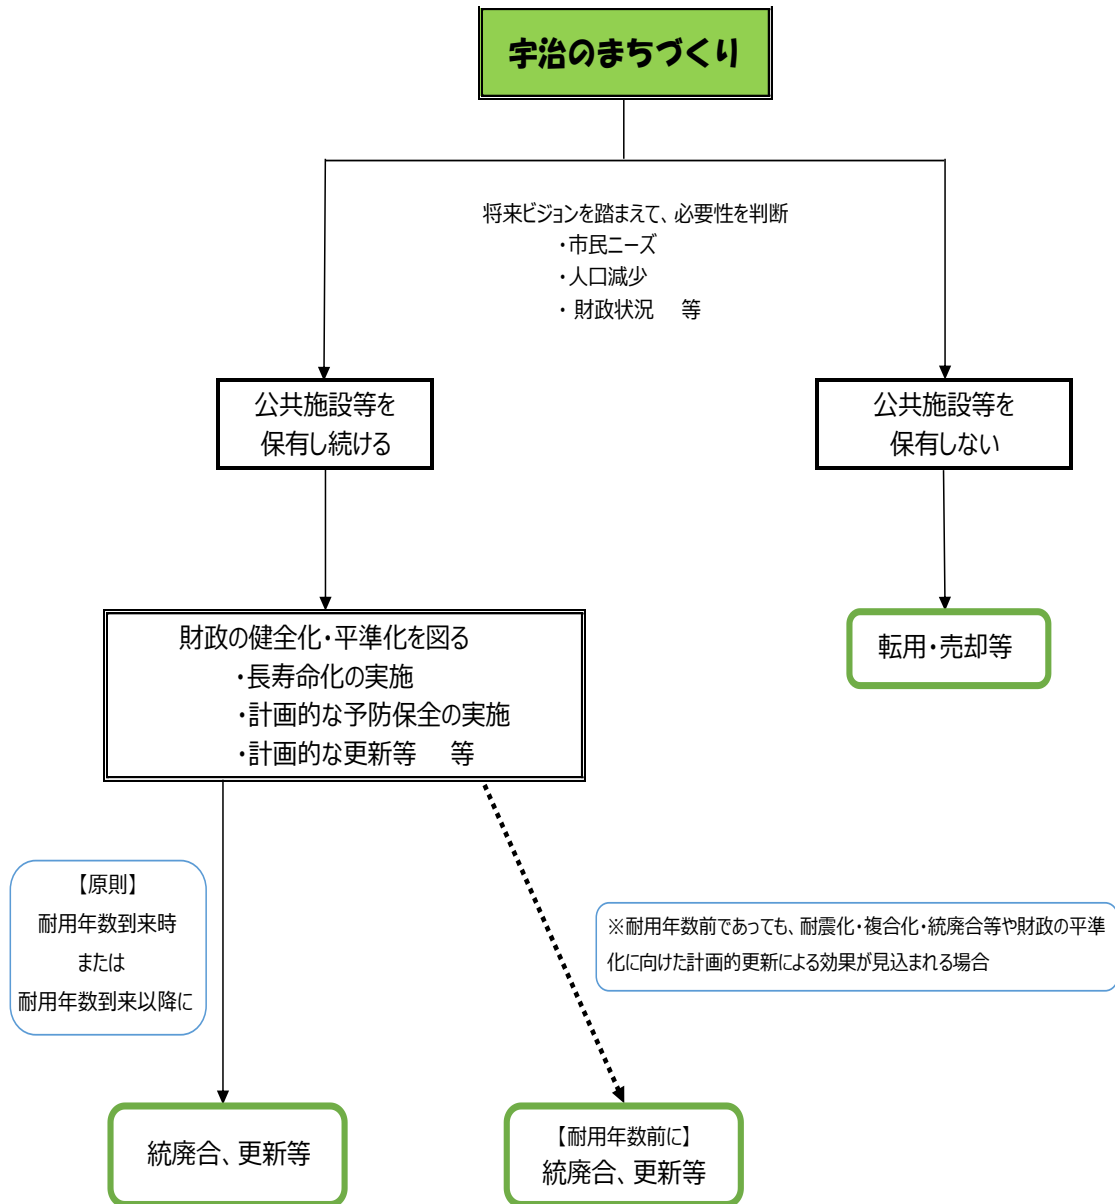 宇治のまちづくり
将来ビジョンを踏まえて、必要性を判断
・市民ニーズ
・人口減少
・財政状況　等
公共施設等を
保有し続ける
公共施設等を
保有しない
財政の健全化・平準化を図る
・長寿命化の実施
・計画的な予防保全の実施
・計画的な更新等　等
転用・売却等
【原則】
耐用年数到来時
または
耐用年数到来以降に
※耐用年数前であっても、耐震化・複合化・統廃合等や財政の平準
化に向けた計画的更新による効果が見込まれる場合
統廃合、更新等
【耐用年数前に】
統廃合、更新等